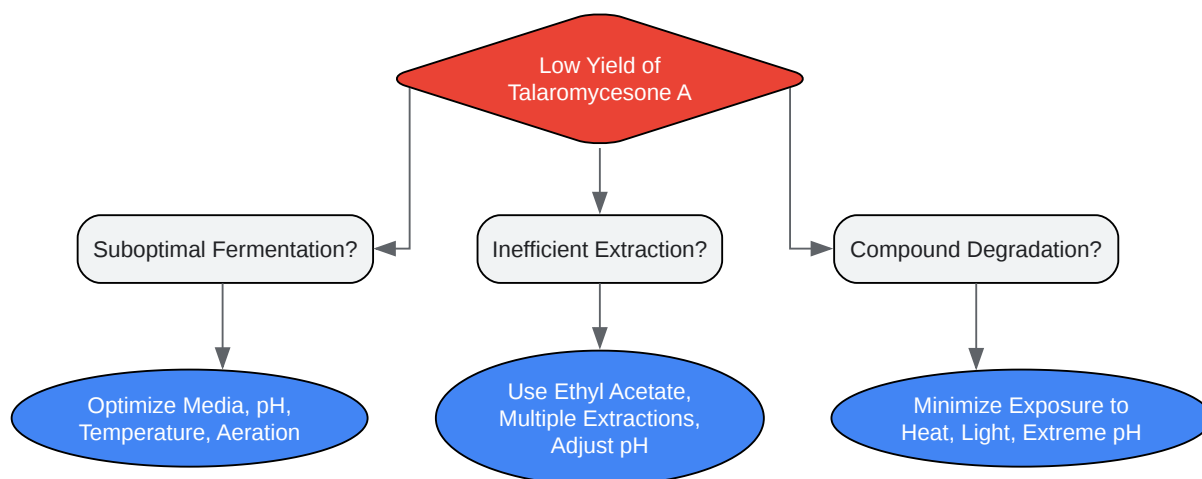 Low Yield of
Talaromycesone A
Suboptimal Fermentation?
Inefficient Extraction?
Compound Degradation?
Optimize Media, pH,
Temperature, Aeration
Use Ethyl Acetate,
Multiple Extractions,
Adjust pH
Minimize Exposure to
Heat, Light, Extreme pH